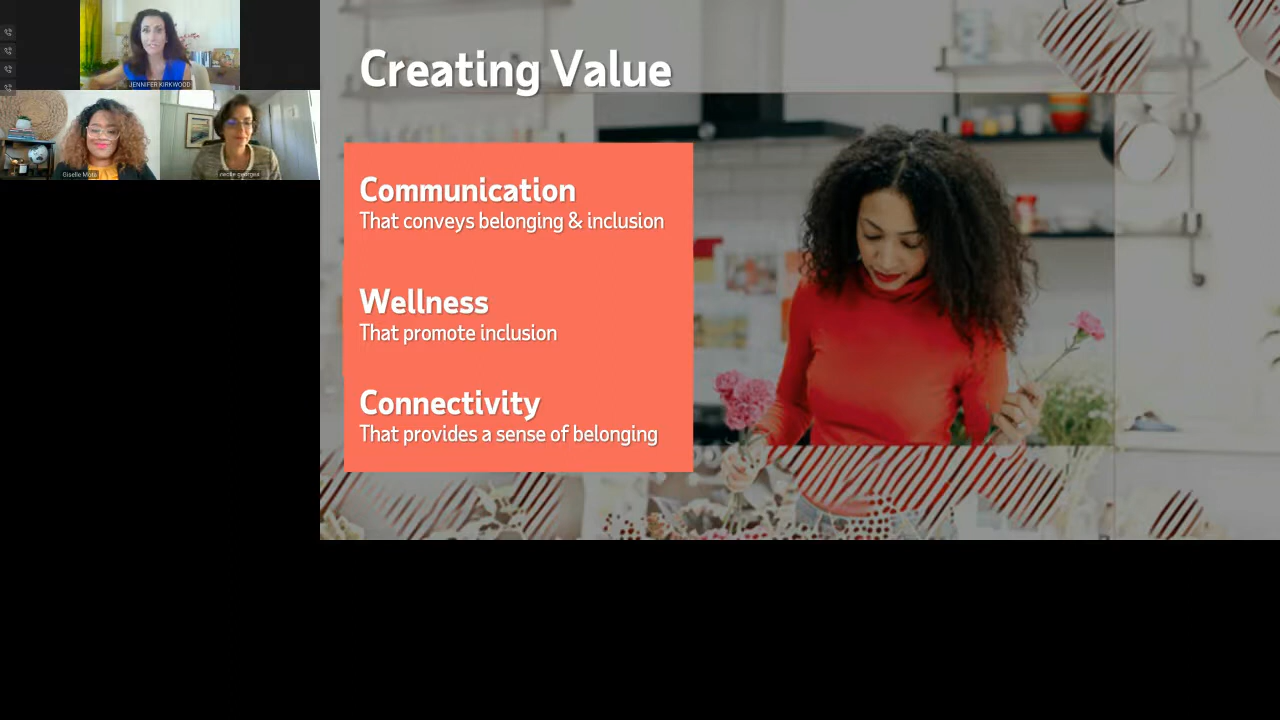 JENNIFER KIRKWOOD
Giselle Mota
Creating Value
Communication
That conveys belonging & inclusion
Wellness
That promote inclusion
Connectivity
That provides a sense of belonging